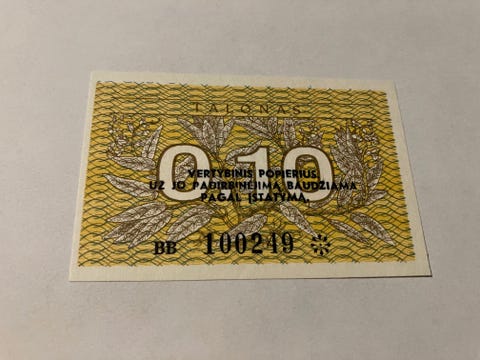 TALONAS
0.10
VERTYBINIS POPIERIUS.
UŽ JO PADIRBINĖJIMĄ BAUDŽIAMA
PAGAL ĮSTATYMĄ.
BB 100249